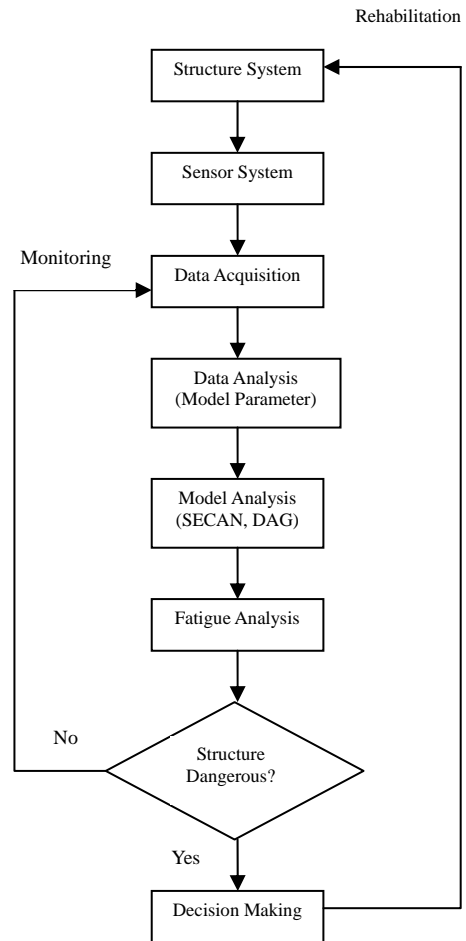 Rehabilitation
Structure System
Sensor System
Monitoring
Data Acquisition
Data Analysis
(Model Parameter)
Model Analysis
(SECAN, DAG)
Fatigue Analysis
No
Structure
Dangerous?
Yes
Decision Making